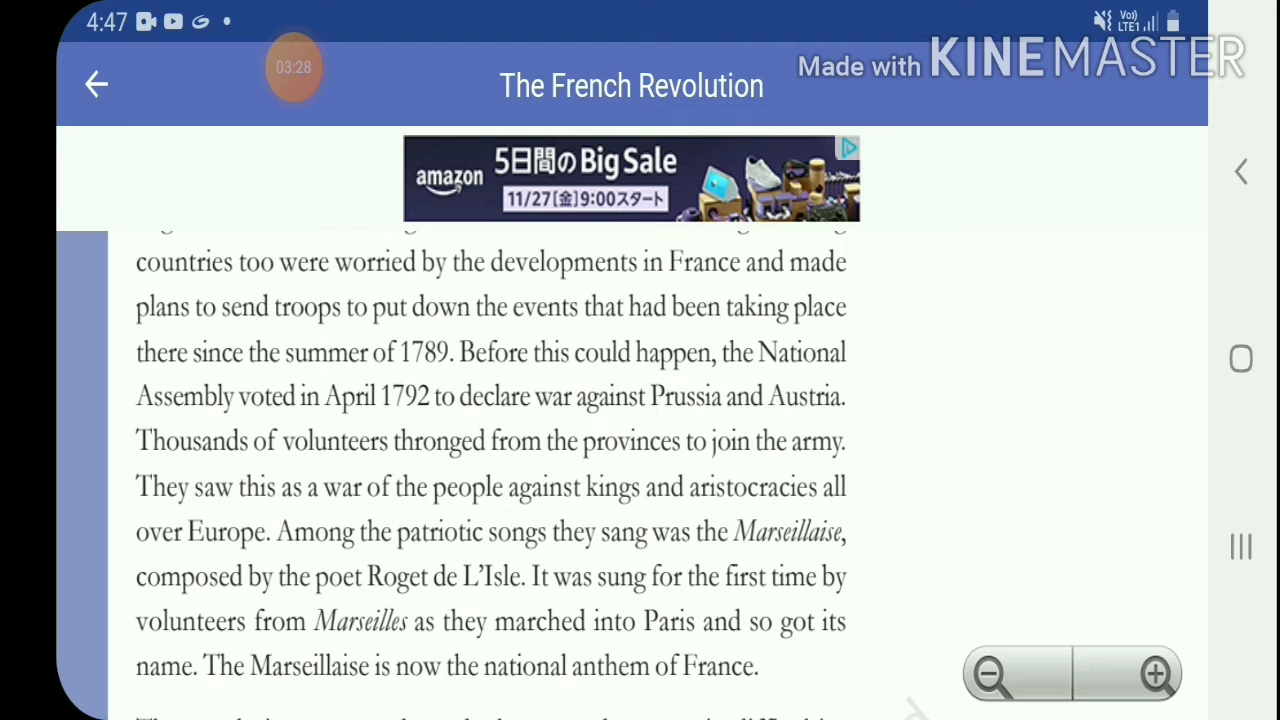 4:47
Vo)
LTE1
03:28
The French Revolution
Made with KINEMASTER
amazon
5日間のBig Sale
11/27[金]9:00スタート
countries too were worried by the developments in France and made
plans to send troops to put down the events that had been taking place
there since the summer of 1789. Before this could happen, the National
Assembly voted in April 1792 to declare war against Prussia and Austria.
Thousands of volunteers thronged from the provinces to join the army.
They saw this as a war of the people against kings and aristocracies all
over Europe. Among the patriotic songs they sang was the Marseillaise,
composed by the poet Roget de L’Isle. It was sung for the first time by
volunteers from Marseilles as they marched into Paris and so got its
name. The Marseillaise is now the national anthem of France.